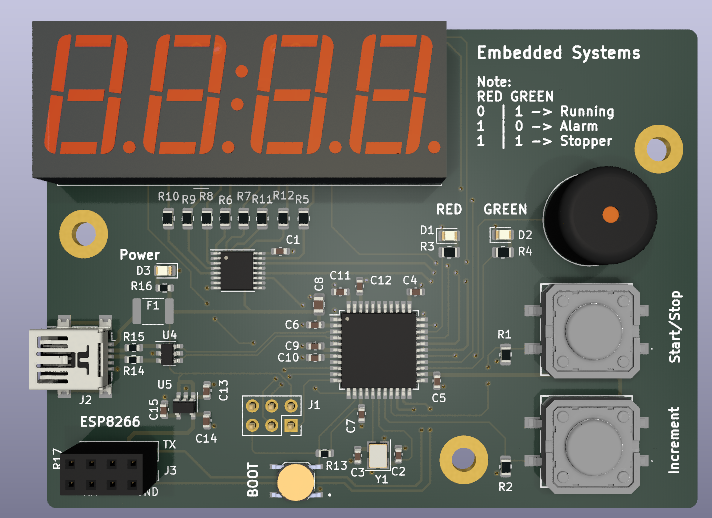 Embedded Systems
Note:
RED GREEN
0 | 1 -> Running
1 | 0 -> Alarm
1 | 1 -> Stopper
R10 R9 R8 R6 R7 R11 R12 R5
RED GREEN
D1 D2
R3 R4
C1
Power
D3
R16
F1
C11 C12 C4
C8
C6
R15 U4
C9
R14
C10
R1
Start/Stop
J2
U5
C13
C5
C15
J1
ESP8266
C14
C7
Increment
TX
R17
J3
BOOT
R13 C3 C2
Y1
R2